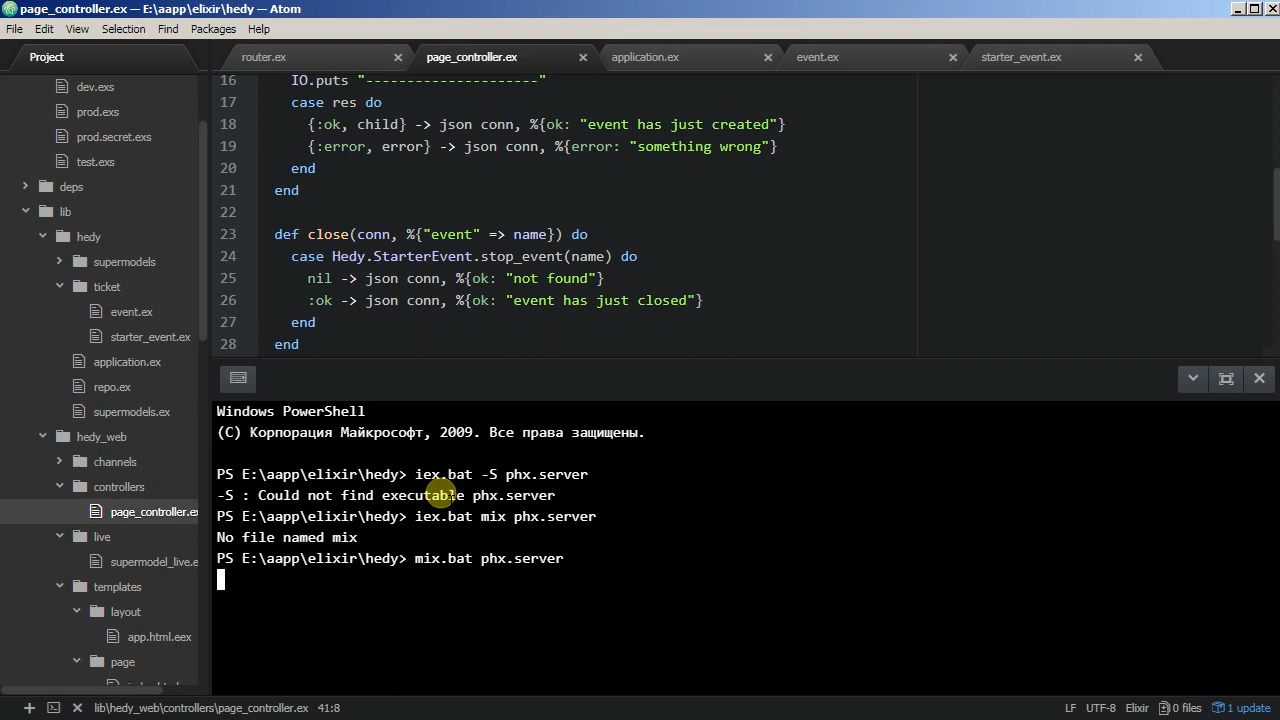 page_controller.ex — E:\aapp\elixir\hedy — Atom
File Edit View Selection Find Packages Help
Project
router.ex page_controller.ex application.ex event.ex starter_event.ex
dev.exs
prod.exs
prod.secret.exs
test.exs
deps
lib
hedy
supermodels
ticket
event.ex
starter_event.ex
application.ex
repo.ex
supermodels.ex
hedy_web
channels
controllers
page_controller.ex
live
supermodel_live.e
templates
layout
app.html.eex
page
16 IO.puts "---------------------"
17 case res do
18 {:ok, child} -> json conn, %{ok: "event has just created"}
19 {:error, error} -> json conn, %{error: "something wrong"}
20 end
21 end
22
23 def close(conn, %{"event" => name}) do
24 case Hedy.StarterEvent.stop_event(name) do
25 nil -> json conn, %{ok: "not found"}
26 :ok -> json conn, %{ok: "event has just closed"}
27 end
28 end
Windows PowerShell
(C) Корпорация Майкрософт, 2009. Все права защищены.
PS E:\aapp\elixir\hedy> iex.bat -S phx.server
-S : Could not find executable phx.server
PS E:\aapp\elixir\hedy> iex.bat mix phx.server
No file named mix
PS E:\aapp\elixir\hedy> mix.bat phx.server
lib\hedy_web\controllers\page_controller.ex 41:8 LF UTF-8 Elixir 0 files 1 update